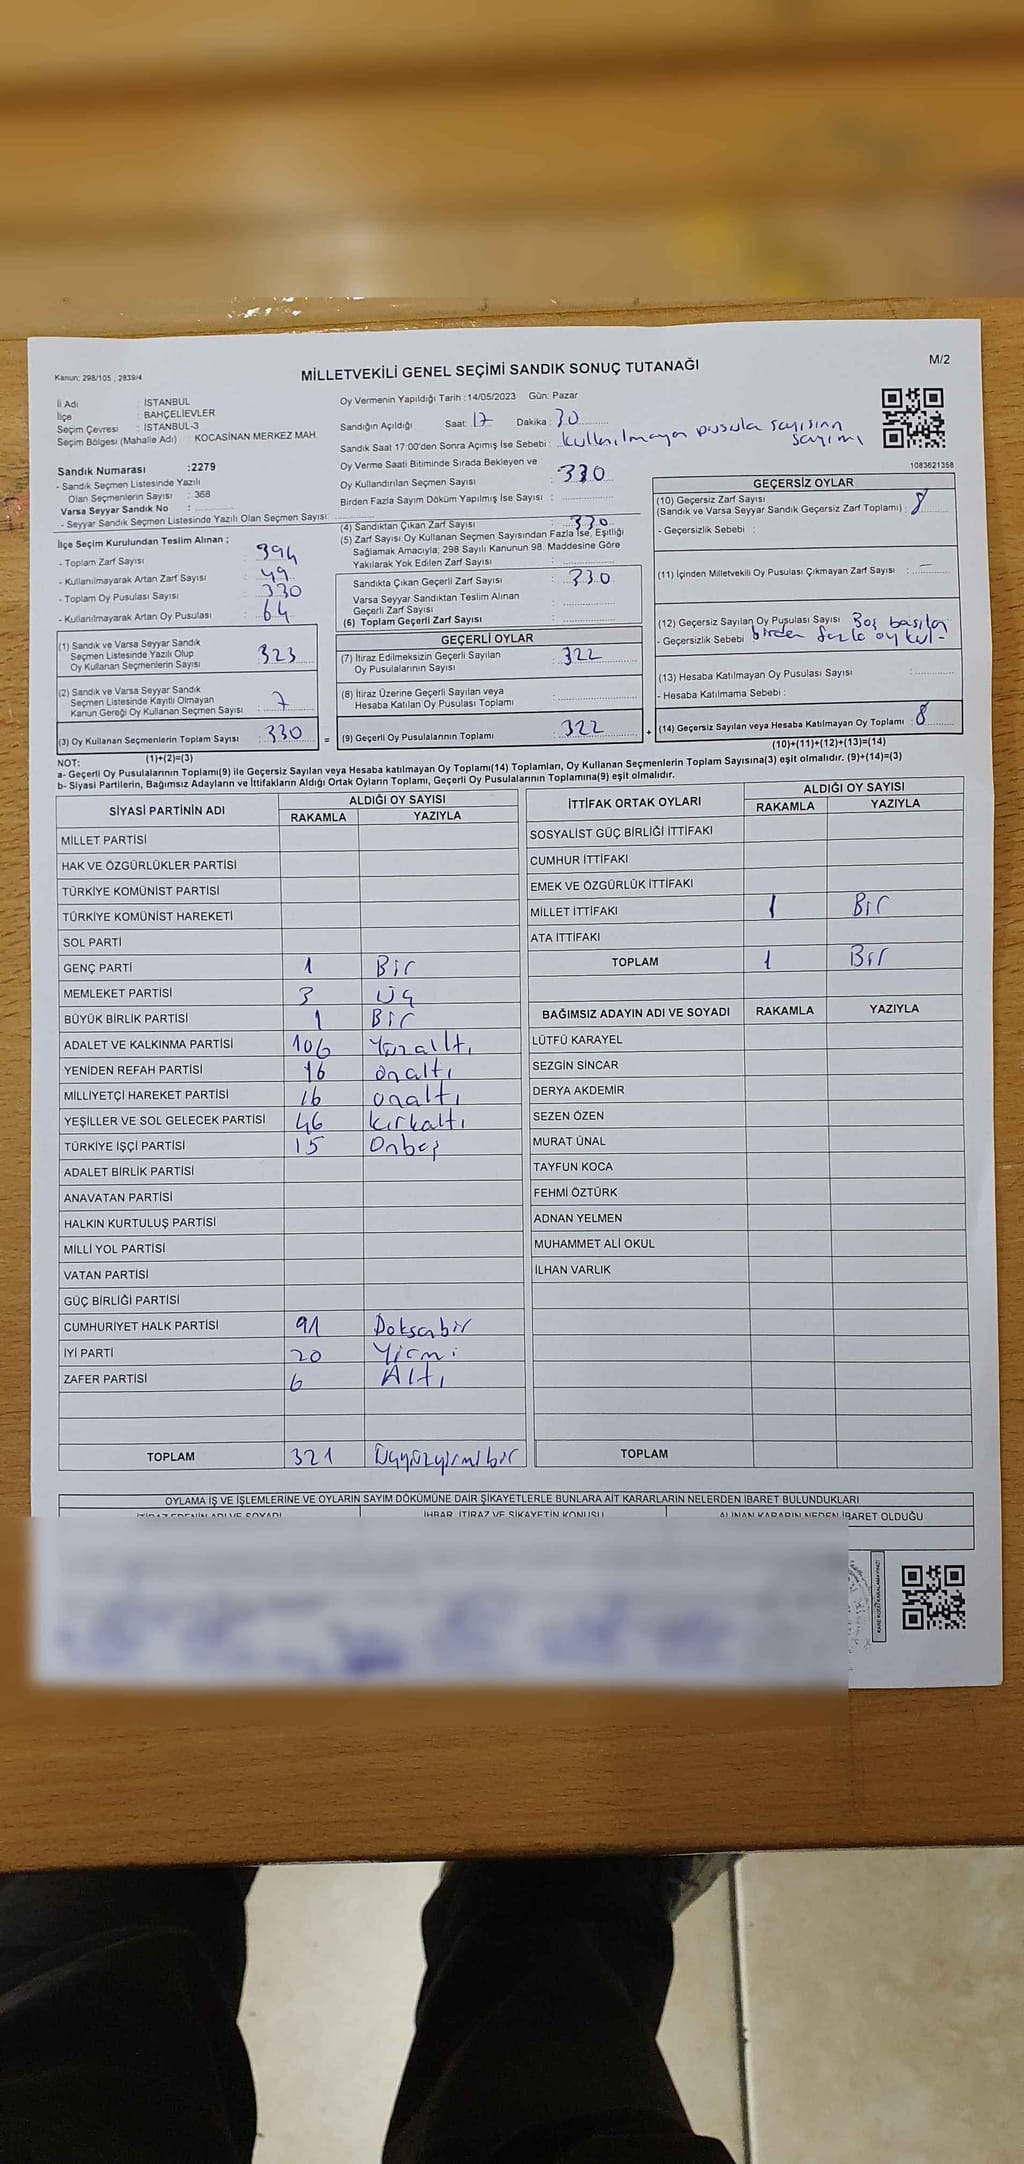 Kanun; 298/105 , 2839/4
MİLLETVEKİLİ GENEL SEÇİMİ SANDIK SONUÇ TUTANAĞI
M/2
İl Adı : İSTANBUL
İlçe : BAHÇELİEVLER
Seçim Çevresi : İSTANBUL-3
Seçim Bölgesi (Mahalle Adı) KOCASİNAN MERKEZ MAH.
Sandık Numarası :2279
- Sandık Seçmen Listesinde Yazılı
Olan Seçmenlerin Sayısı : 368
Varsa Seyyar Sandık No :
- Seyyar Sandık Seçmen Listesinde Yazılı Olan Seçmen Sayısı:
Oy Vermenin Yapıldığı Tarih :14/05/2023 Gün: Pazar
Sandığın Açıldığı Saat: 17 Dakika : 30
Sandık Saat 17:00'den Sonra Açımış İse Sebebi : kullanılmayan pusula sayısının
sayımı
Oy Verme Saati Bitiminde Sırada Bekleyen ve
Oy Kullandırılan Seçmen Sayısı : 330
Birden Fazla Sayım Döküm Yapılmış İse Sayısı :
1083621358
İlçe Seçim Kurulundan Teslim Alınan ;
- Toplam Zarf Sayısı : 394
- Kullanılmayarak Artan Zarf Sayısı : 49
- Toplam Oy Pusulası Sayısı : 330
- Kullanılmayarak Artan Oy Pusulası : 64
(1) Sandık ve Varsa Seyyar Sandık
Seçmen Listesinde Yazılı Olup
Oy Kullanan Seçmenlerin Sayısı : 323
(2) Sandık ve Varsa Seyyar Sandık
Seçmen Listesinde Kayıtlı Olmayan
Kanun Gereği Oy Kullanan Seçmen Sayısı : 7
(3) Oy Kullanan Seçmenlerin Toplam Sayısı : 330
(1)+(2)=(3)
(4) Sandıktan Çıkan Zarf Sayısı : 330
(5) Zarf Sayısı Oy Kullanan Seçmen Sayısından Fazla İse, Eşitliği
Sağlamak Amacıyla; 298 Sayılı Kanunun 98. Maddesine Göre
Yakılarak Yok Edilen Zarf Sayısı :
Sandıkta Çıkan Geçerli Zarf Sayısı : 330
Varsa Seyyar Sandıktan Teslim Alınan
Geçerli Zarf Sayısı :
(6) Toplam Geçerli Zarf Sayısı :
GEÇERLİ OYLAR
(7) İtiraz Edilmeksizin Geçerli Sayılan
Oy Pusulalarının Sayısı : 322
(8) İtiraz Üzerine Geçerli Sayılan veya
Hesaba Katılan Oy Pusulası Toplamı :
= (9) Geçerli Oy Pusulalarının Toplamı : 322 +
GEÇERSİZ OYLAR
(10) Geçersiz Zarf Sayısı
(Sandık ve Varsa Seyyar Sandık Geçersiz Zarf Toplamı) : 8
- Geçersizlik Sebebi :
(11) İçinden Milletvekili Oy Pusulası Çıkmayan Zarf Sayısı : –
(12) Geçersiz Sayılan Oy Pusulası Sayısı Boş basılan
- Geçersizlik Sebebi birden fazla oy kul-
(13) Hesaba Katılmayan Oy Pusulası Sayısı :
- Hesaba Katılmama Sebebi :
(14) Geçersiz Sayılan veya Hesaba Katılmayan Oy Toplamı : 8
(10)+(11)+(12)+(13)=(14)
NOT:
a- Geçerli Oy Pusulalarının Toplamı(9) ile Geçersiz Sayılan veya Hesaba katılmayan Oy Toplamı(14) Toplamları, Oy Kullanan Seçmenlerin Toplam Sayısına(3) eşit olmalıdır. (9)+(14)=(3)
b- Siyasi Partilerin, Bağımsız Adayların ve İttifakların Aldığı Ortak Oyların Toplamı, Geçerli Oy Pusulalarının Toplamına(9) eşit olmalıdır.
SİYASİ PARTİNİN ADI ALDIĞI OY SAYISI
RAKAMLA YAZIYLA
MİLLET PARTİSİ
HAK VE ÖZGÜRLÜKLER PARTİSİ
TÜRKİYE KOMÜNİST PARTİSİ
TÜRKİYE KOMÜNİST HAREKETİ
SOL PARTİ
GENÇ PARTİ 1 Bir
MEMLEKET PARTİSİ 3 Üç
BÜYÜK BİRLİK PARTİSİ 1 Bir
ADALET VE KALKINMA PARTİSİ 106 Yüzaltı
YENİDEN REFAH PARTİSİ 16 onaltı
MİLLİYETÇİ HAREKET PARTİSİ 16 onaltı
YEŞİLLER VE SOL GELECEK PARTİSİ 46 kırkaltı
TÜRKİYE İŞÇİ PARTİSİ 15 Onbeş
ADALET BİRLİK PARTİSİ
ANAVATAN PARTİSİ
HALKIN KURTULUŞ PARTİSİ
MİLLİ YOL PARTİSİ
VATAN PARTİSİ
GÜÇ BİRLİĞİ PARTİSİ
CUMHURİYET HALK PARTİSİ 91 Doksabir
İYİ PARTİ 20 Yirmi
ZAFER PARTİSİ 6 Altı
TOPLAM 321 Üçyüzyirmibir
İTTİFAK ORTAK OYLARI ALDIĞI OY SAYISI
RAKAMLA YAZIYLA
SOSYALİST GÜÇ BİRLİĞİ İTTİFAKI
CUMHUR İTTİFAKI
EMEK VE ÖZGÜRLÜK İTTİFAKI
MİLLET İTTİFAKI 1 Bir
ATA İTTİFAKI
TOPLAM 1 Bir
BAĞIMSIZ ADAYIN ADI VE SOYADI RAKAMLA YAZIYLA
LÜTFÜ KARAYEL
SEZGİN SİNCAR
DERYA AKDEMİR
SEZEN ÖZEN
MURAT ÜNAL
TAYFUN KOCA
FEHMİ ÖZTÜRK
ADNAN YELMEN
MUHAMMET ALİ OKUL
İLHAN VARLIK
TOPLAM
OYLAMA İŞ VE İŞLEMLERİNE VE OYLARIN SAYIM DÖKÜMÜNE DAİR ŞİKAYETLERLE BUNLARA AİT KARARLARIN NELERDEN İBARET BULUNDUKLARI
İTİRAZ EDENİN ADI VE SOYADI İHBAR, İTİRAZ VE ŞİKAYETİN KONUSU ALINAN KARARIN NEDEN İBARET OLDUĞU